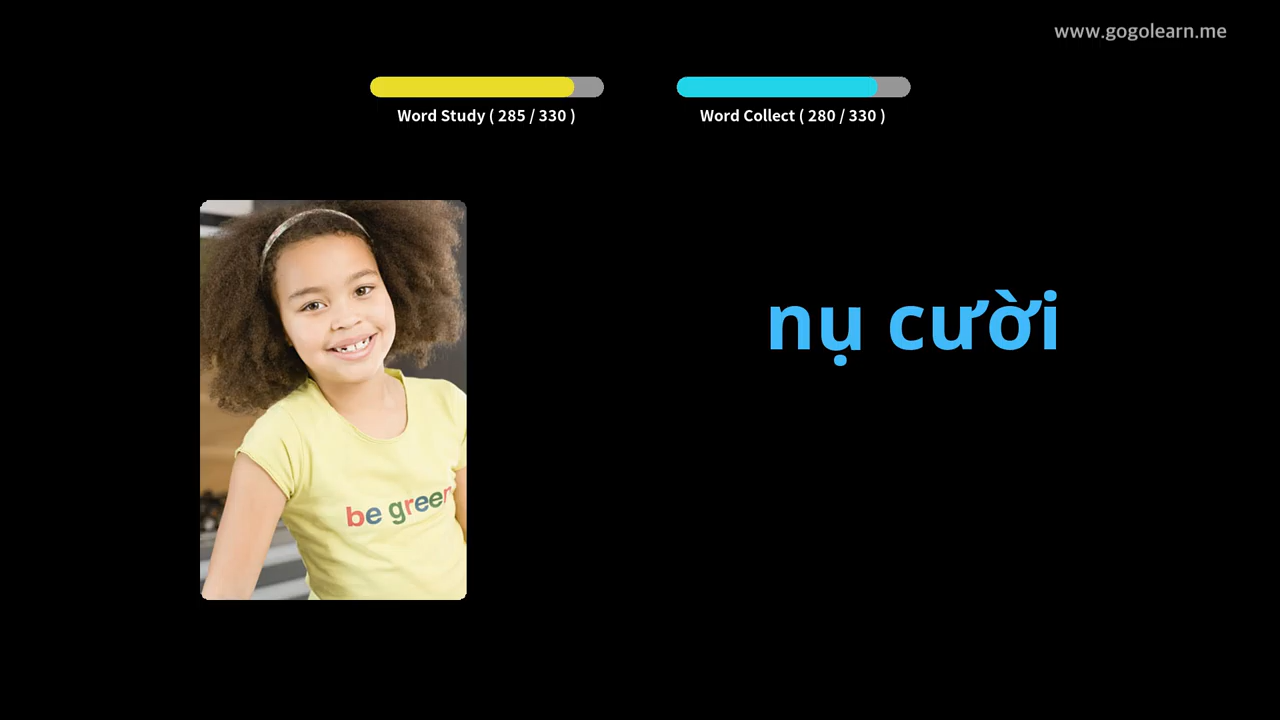 www.gogolearn.me
Word Study ( 285 / 330 )
Word Collect ( 280 / 330 )
nụ cười
be green